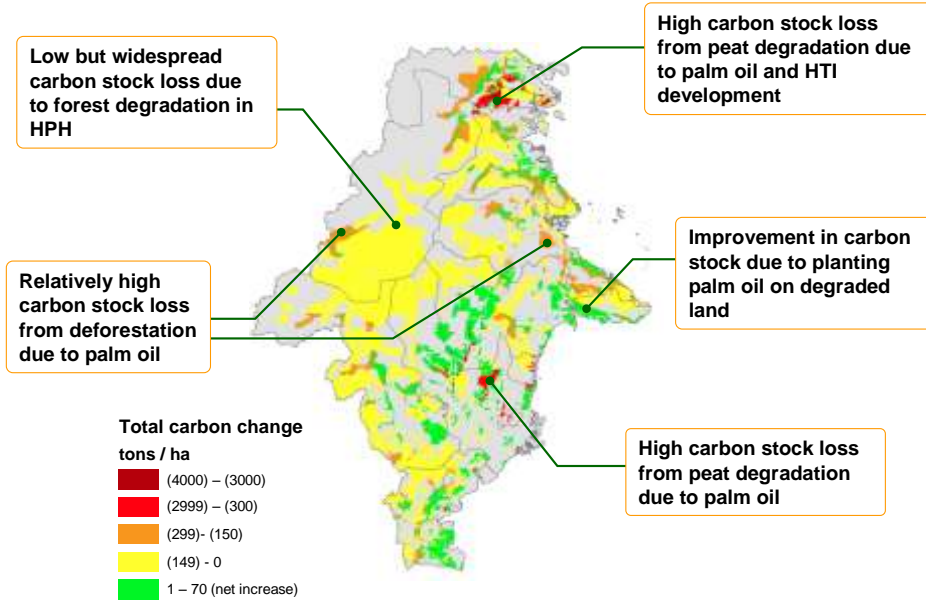 Low but widespread
carbon stock loss due
to forest degradation in
HPH
High carbon stock loss
from peat degradation due
to palm oil and HTI
development
Relatively high
carbon stock loss
from deforestation
due to palm oil
Improvement in carbon
stock due to planting
palm oil on degraded
land
High carbon stock loss
from peat degradation
due to palm oil
Total carbon change
tons / ha
(4000) – (3000)
(2999) – (300)
(299)- (150)
(149) - 0
1 – 70 (net increase)